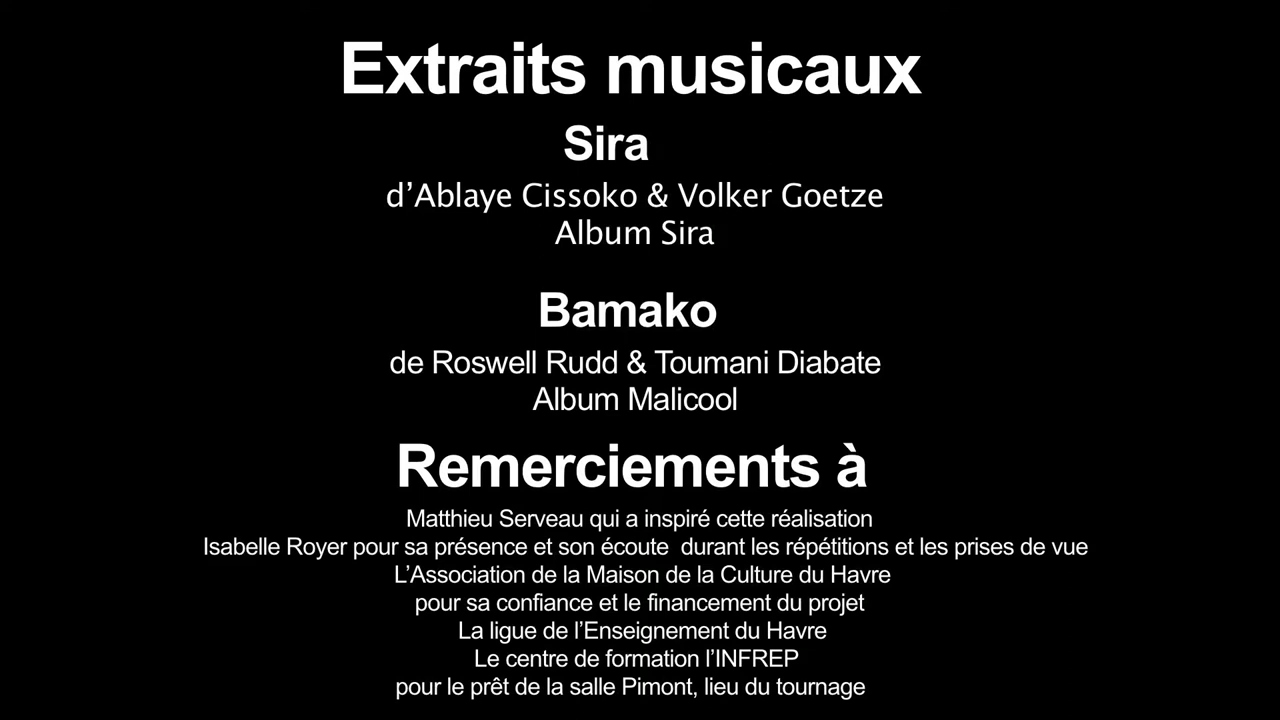 Extraits musicaux
Sira
d’Ablaye Cissoko & Volker Goetze
Album Sira
Bamako
de Roswell Rudd & Toumani Diabate
Album Malicool
Remerciements à
Matthieu Serveau qui a inspiré cette réalisation
Isabelle Royer pour sa présence et son écoute  durant les répétitions et les prises de vue
L’Association de la Maison de la Culture du Havre
pour sa confiance et le financement du projet
La ligue de l’Enseignement du Havre
Le centre de formation l’INFREP
pour le prêt de la salle Pimont, lieu du tournage